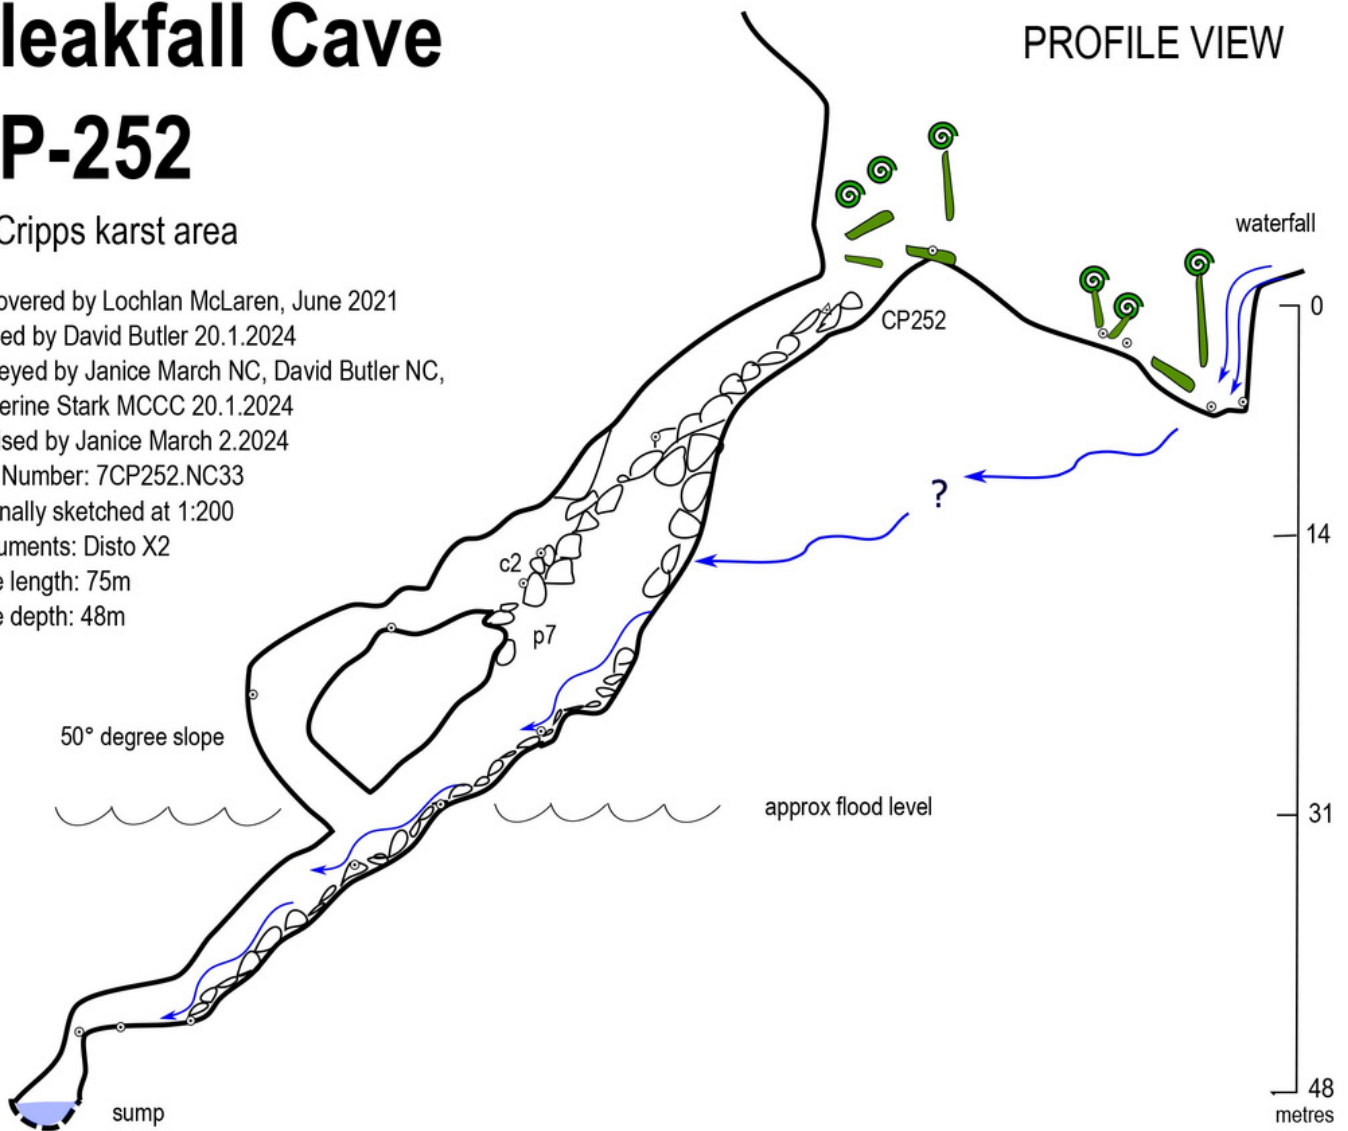 leakfall Cave
PROFILE VIEW
P-252
Cripps karst area
waterfall
overed by Lochlan McLaren, June 2021
0
CP252
ed by David Butler 20.1.2024
eyed by Janice March NC, David Butler NC,
erine Stark MCCC 20.1.2024
ised by Janice March 2.2024
Number: 7CP252.NC33
?
nally sketched at 1:200
14
uments: Disto X2
c2
e length: 75m
e depth: 48m
p7
50° degree slope
approx flood level
31
48
metres
sump